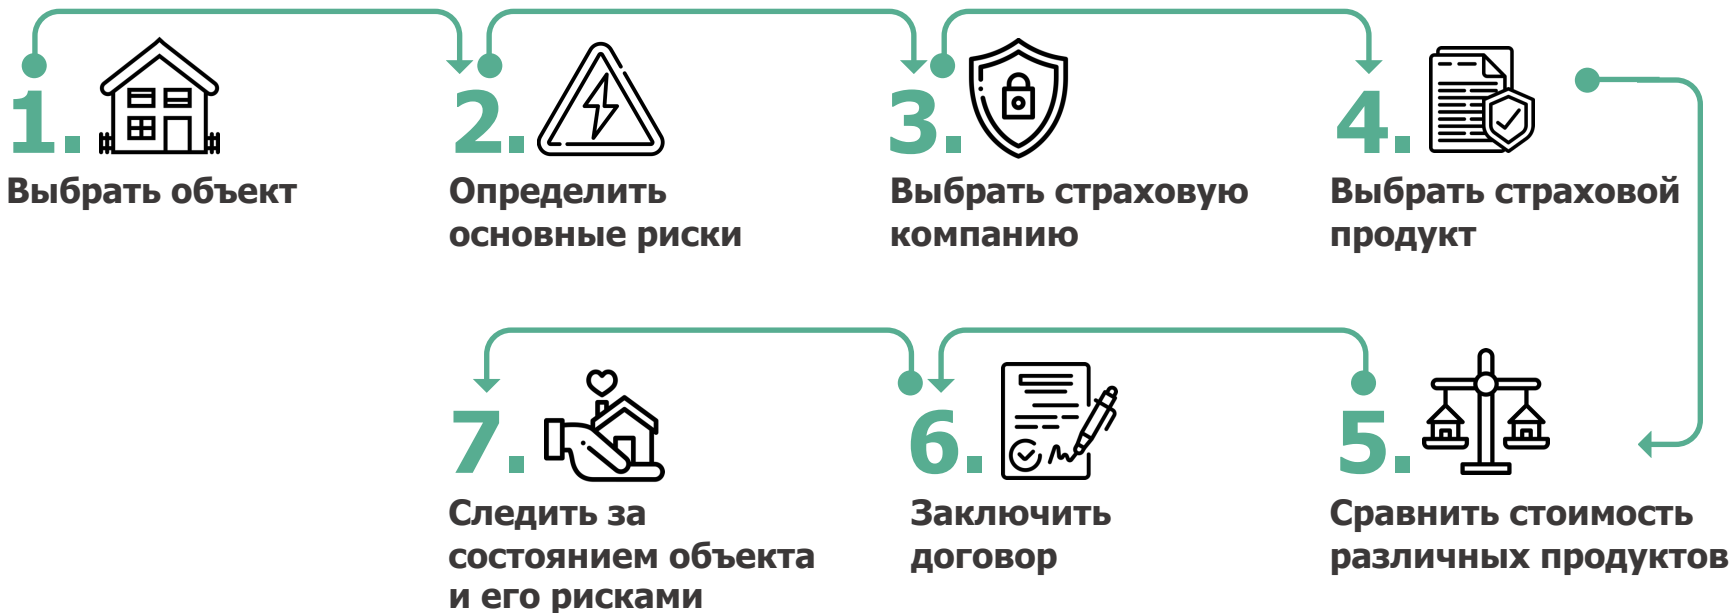 1.
Выбрать объект
2.
Определить
основные риски
3.
Выбрать страховую
компанию
4.
Выбрать страховой
продукт
5.
Сравнить стоимость
различных продуктов
6.
Заключить
договор
7.
Следить за
состоянием объекта
и его рисками